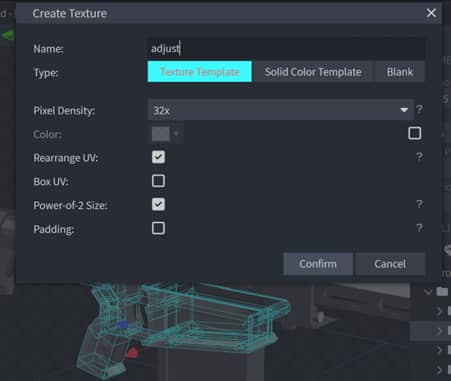 Create Texture
Name: adjust
Type: Texture Template Solid Color Template Blank
Pixel Density: 32x ?
Color:
Rearrange UV: ?
Box UV:
Power-of-2 Size: ?
Padding: ?
Confirm Cancel